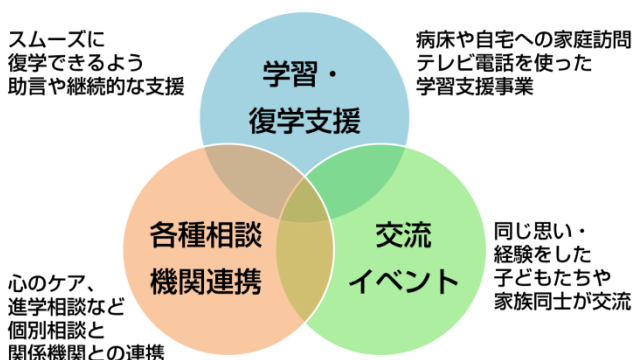 スムーズに
復学できるよう
助言や継続的な支援
学習・
復学支援
病床や自宅への家庭訪問
テレビ電話を使った
学習支援事業
各種相談
機関連携
交流
イベント
心のケア、
進学相談など
個別相談と
関係機関との連携
同じ思い・
経験をした
子どもたちや
家族同士が交流